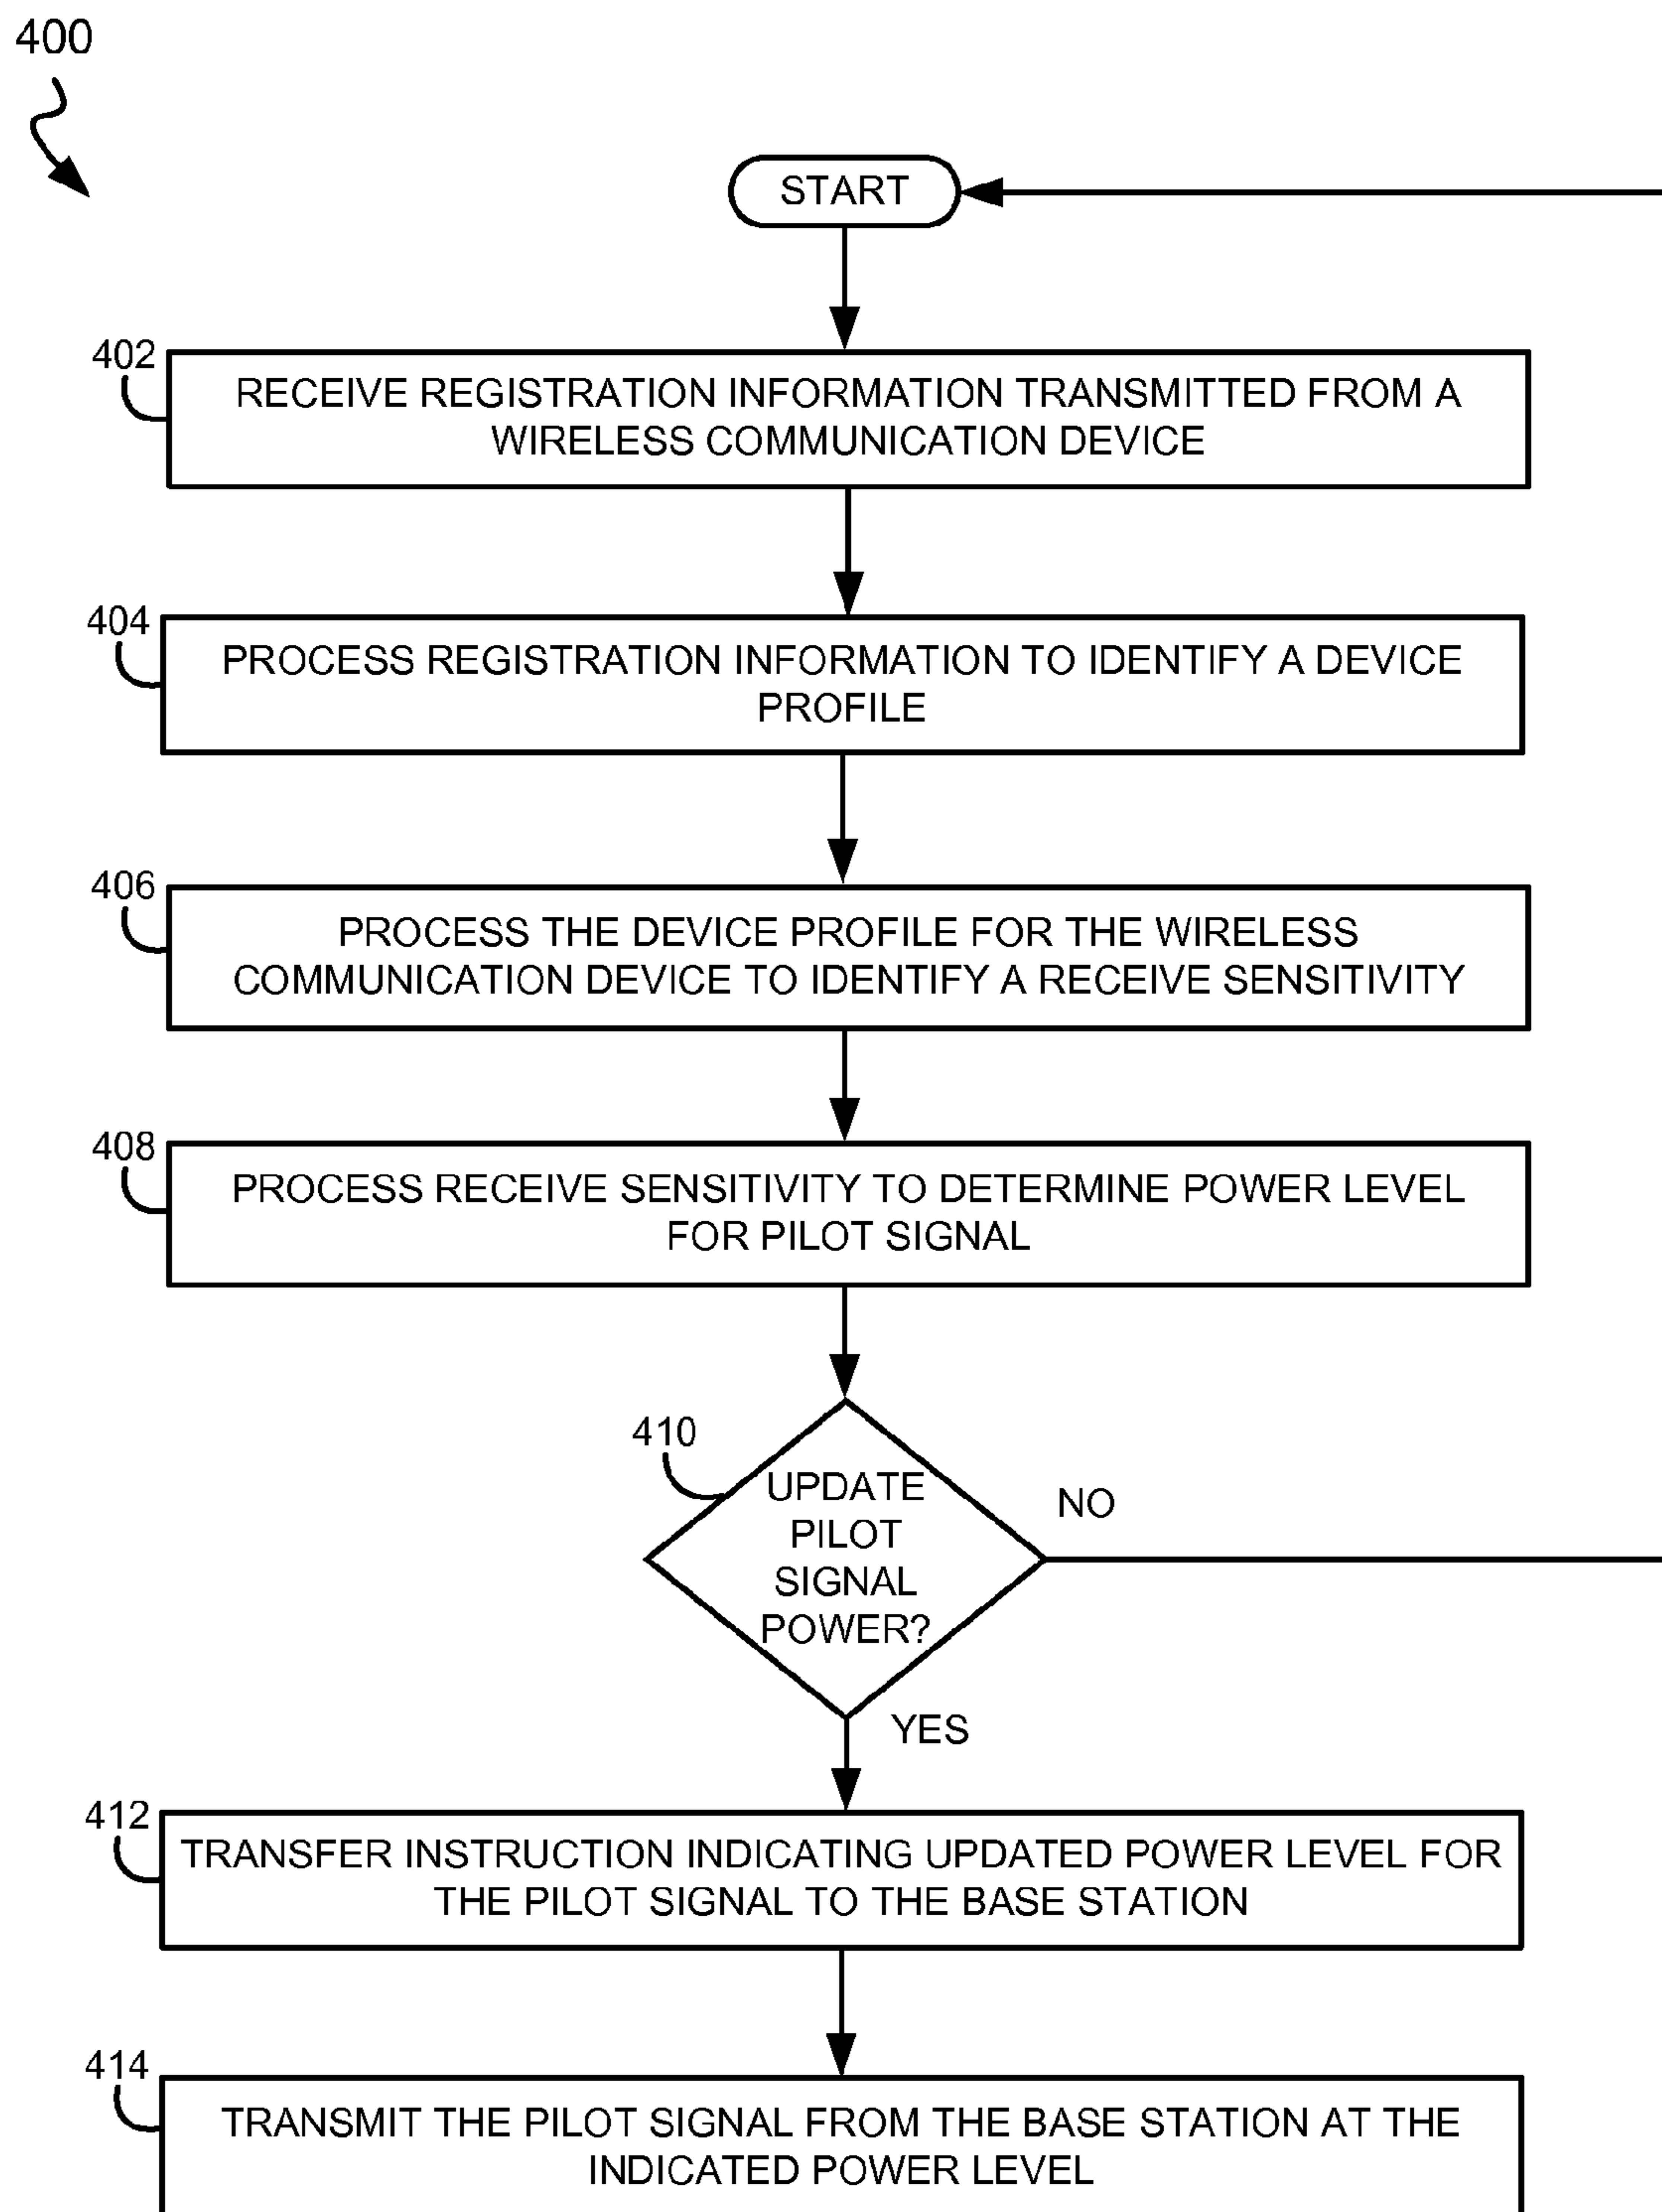 400
START
402
RECEIVE REGISTRATION INFORMATION TRANSMITTED FROM A
WIRELESS COMMUNICATION DEVICE
404
PROCESS REGISTRATION INFORMATION TO IDENTIFY A DEVICE
PROFILE
406
PROCESS THE DEVICE PROFILE FOR THE WIRELESS
COMMUNICATION DEVICE TO IDENTIFY A RECEIVE SENSITIVITY
408
PROCESS RECEIVE SENSITIVITY TO DETERMINE POWER LEVEL
FOR PILOT SIGNAL
410
UPDATE
PILOT
SIGNAL
POWER?
NO
YES
412
TRANSFER INSTRUCTION INDICATING UPDATED POWER LEVEL FOR
THE PILOT SIGNAL TO THE BASE STATION
414
TRANSMIT THE PILOT SIGNAL FROM THE BASE STATION AT THE
INDICATED POWER LEVEL